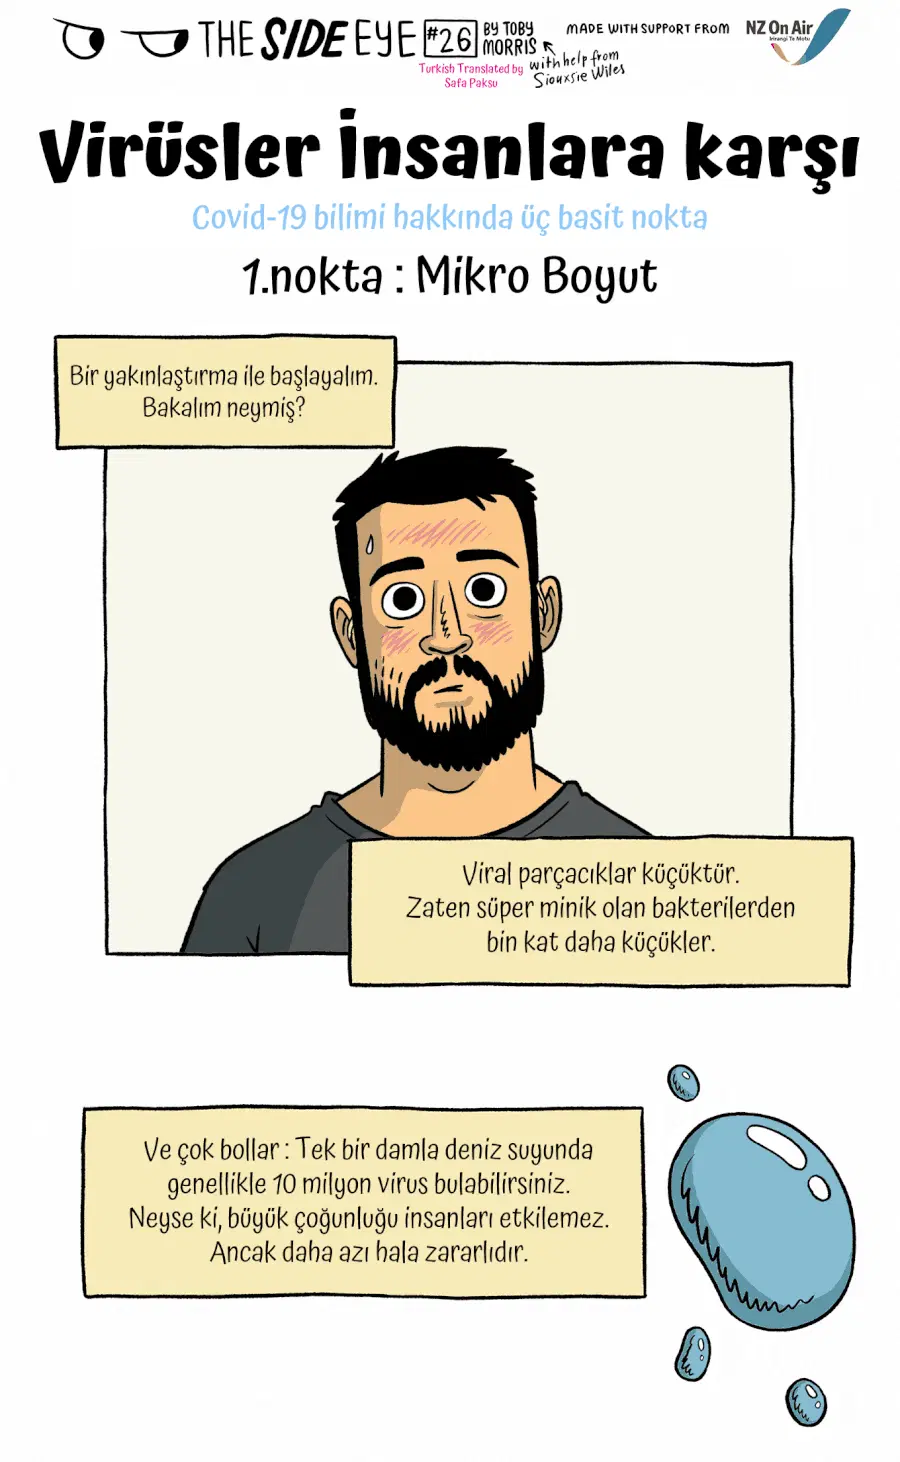 THE SIDE EYE #26 BY TOBY MORRIS
with help from Siouxsie Wiles
MADE WITH SUPPORT FROM
NZ On Air
Irirangi Te Motu
Turkish Translated by
Safa Paksu
Virüsler İnsanlara karşı
Covid-19 bilimi hakkında üç basit nokta
1.nokta : Mikro Boyut
Bir yakınlaştırma ile başlayalım.
Bakalım neymiş?
Viral parçacıklar küçüktür.
Zaten süper minik olan bakterilerden
bin kat daha küçükler.
Ve çok bollar : Tek bir damla deniz suyunda
genellikle 10 milyon virus bulabilirsiniz.
Neyse ki, büyük çoğunluğu insanları etkilemez.
Ancak daha azı hala zararlıdır.